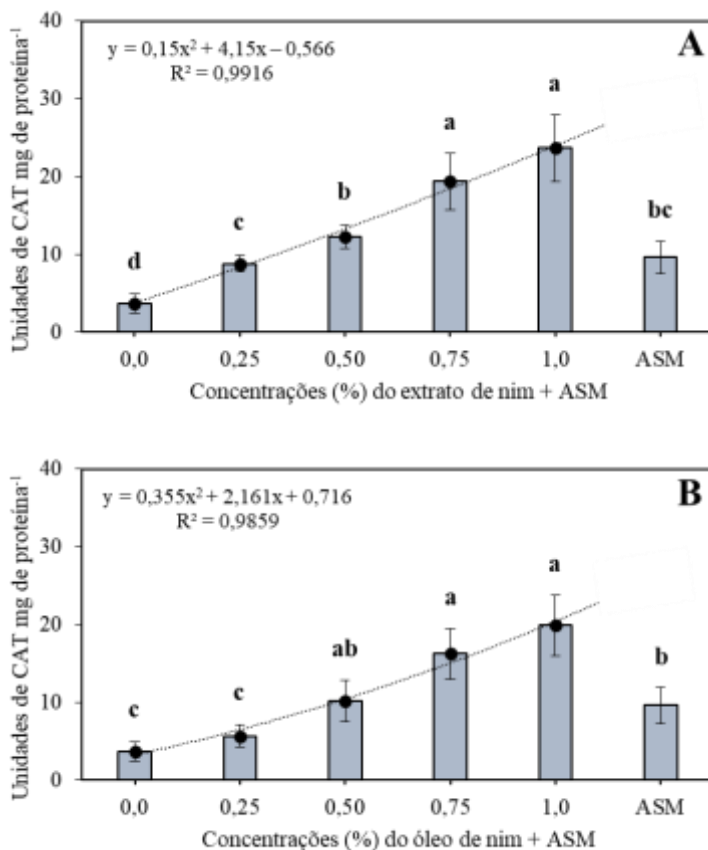 40
30
20
10
0
Unidades de CAT mg de proteína⁻¹
y = 0,15x² + 4,15x – 0,566
R² = 0,9916
A
d
c
b
a
a
bc
0,0 0,25 0,50 0,75 1,0 ASM
Concentrações (%) do extrato de nim + ASM
40
30
20
10
0
Unidades de CAT mg de proteína⁻¹
y = 0,355x² + 2,161x + 0,716
R² = 0,9859
B
c
c
ab
a
a
b
0,0 0,25 0,50 0,75 1,0 ASM
Concentrações (%) do óleo de nim + ASM